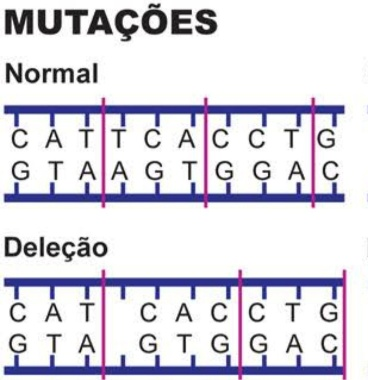 MUTAÇÕES
Normal
C A T T C A C C T G
G T A A G T G G A C
Deleção
C A T C A C C T G
G T A G T G G A C